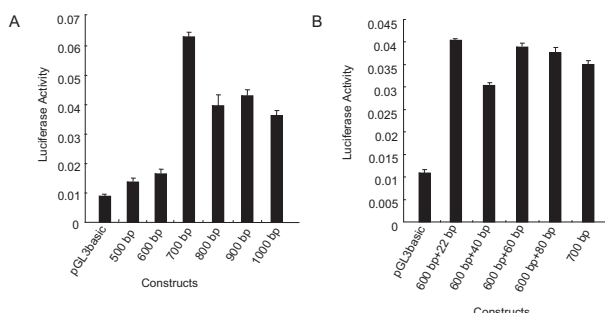 A
Luciferase Activity
0.07
0.06
0.05
0.04
0.03
0.02
0.01
0
pGL3basic
500 bp
600 bp
700 bp
800 bp
900 bp
1000 bp
Constructs
B
Luciferase Activity
0.045
0.04
0.035
0.03
0.025
0.02
0.015
0.01
0.005
0
pGL3basic
600 bp+22 bp
600 bp+40 bp
600 bp+60 bp
600 bp+80 bp
700 bp
Constructs